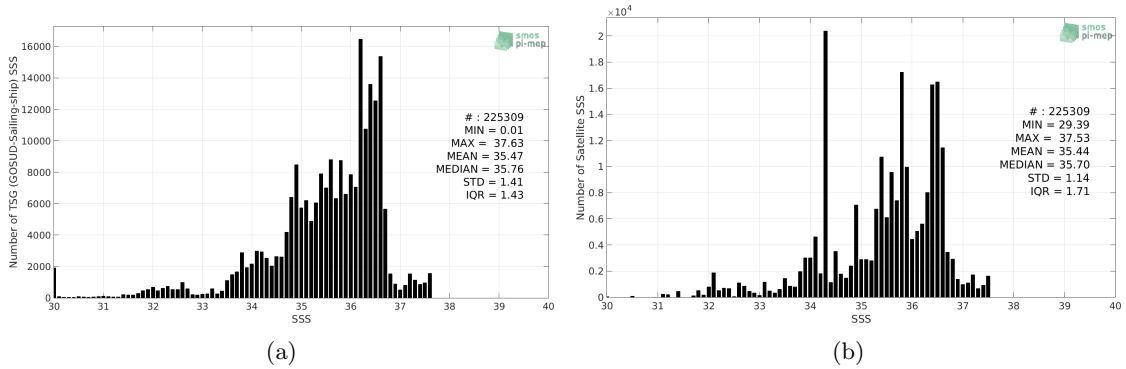 Number of TSG (GOSUD-Sailing-ship) SSS
16000
14000
12000
10000
8000
6000
4000
2000
0
30 31 32 33 34 35 36 37 38 39 40
SSS
smos
pi-mep
# : 225309
MIN = 0.01
MAX = 37.63
MEAN = 35.47
MEDIAN = 35.76
STD = 1.41
IQR = 1.43
(a)
×10⁴
Number of Satellite SSS
2
1.8
1.6
1.4
1.2
1
0.8
0.6
0.4
0.2
0
30 31 32 33 34 35 36 37 38 39 40
SSS
smos
pi-mep
# : 225309
MIN = 29.39
MAX = 37.53
MEAN = 35.44
MEDIAN = 35.70
STD = 1.14
IQR = 1.71
(b)